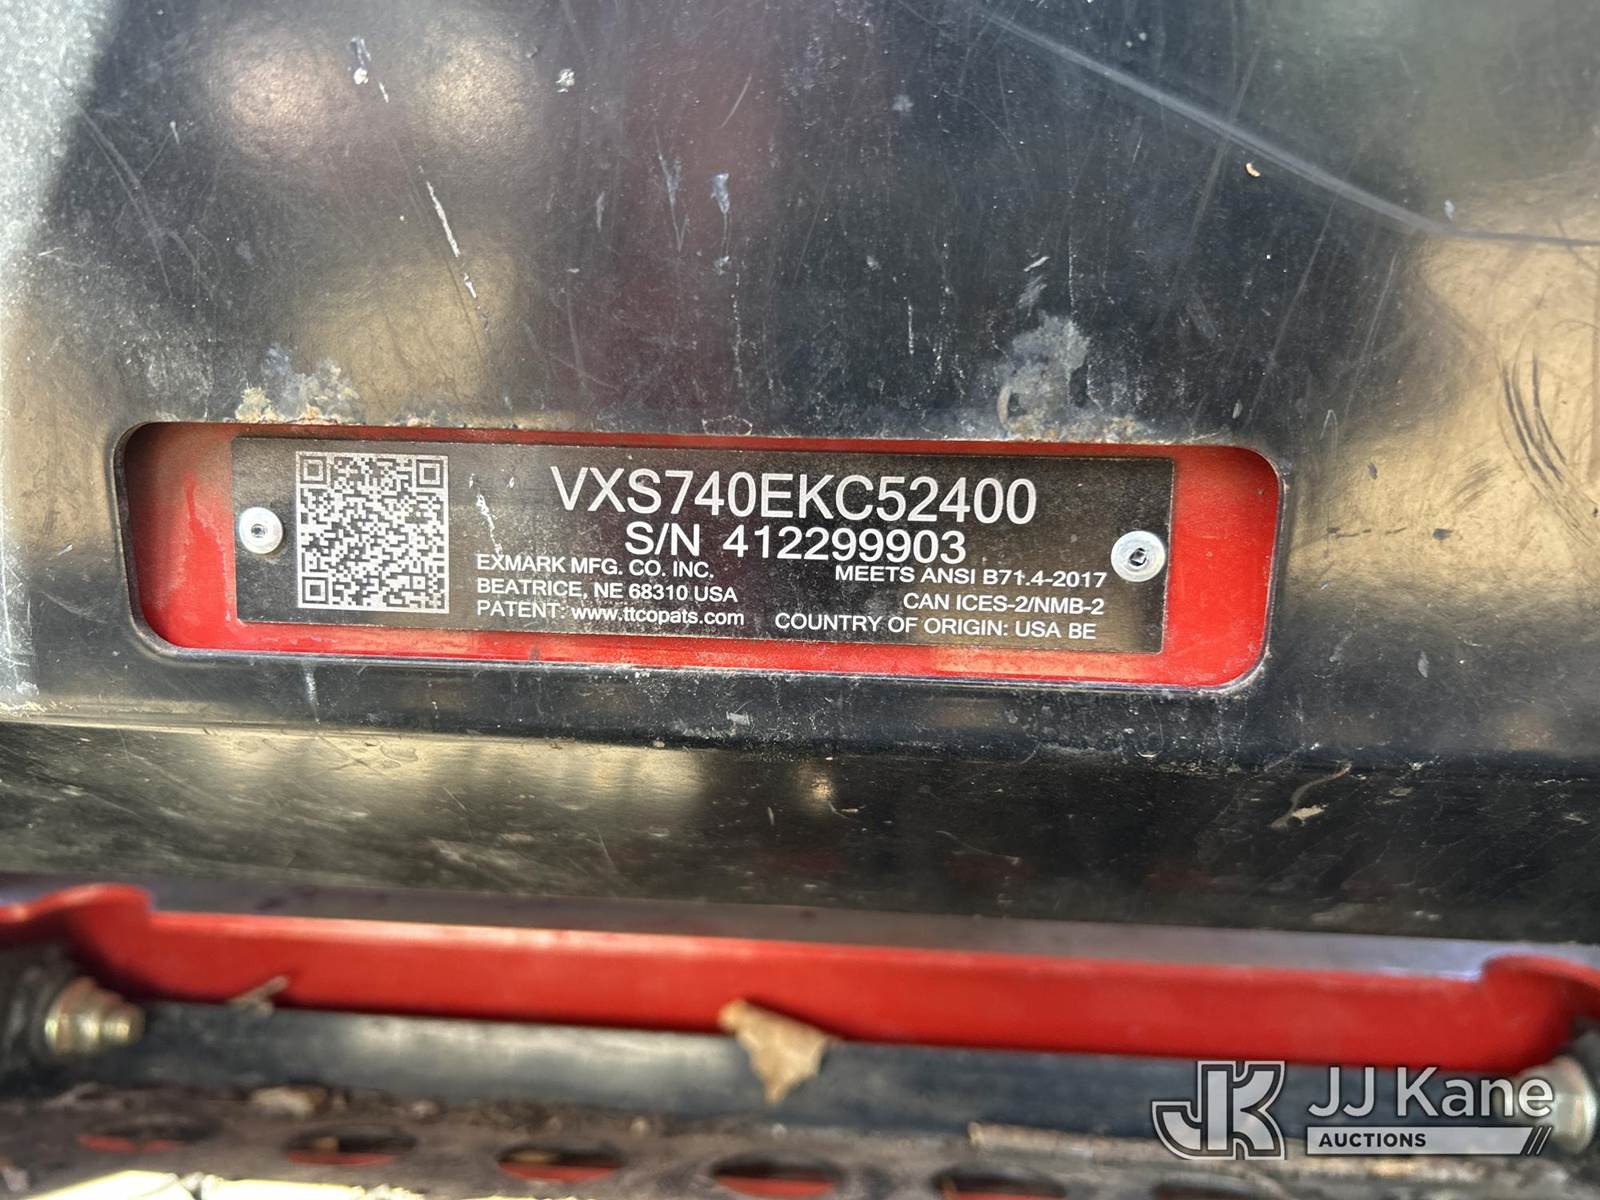 VXS740EKC52400
S/N 412299903
EXMARK MFG. CO. INC.
BEATRICE, NE 68310 USA
PATENT: www.ttcopats.com
MEETS ANSI B71.4-2017
CAN ICES-2/NMB-2
COUNTRY OF ORIGIN: USA BE
JK JJ Kane
AUCTIONS